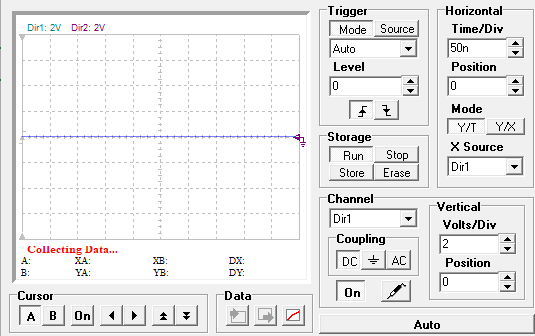 Dir1: 2V Dir2: 2V
Collecting Data...
A: XA: XB: DX:
B: YA: YB: DY:
Cursor
A B On
Data
Trigger
Mode Source
Auto
Level
0
Storage
Run Stop
Store Erase
Channel
Dir1
Coupling
DC AC
On
Horizontal
Time/Div
50n
Position
0
Mode
Y/T Y/X
X Source
Dir1
Vertical
Volts/Div
2
Position
0
Auto